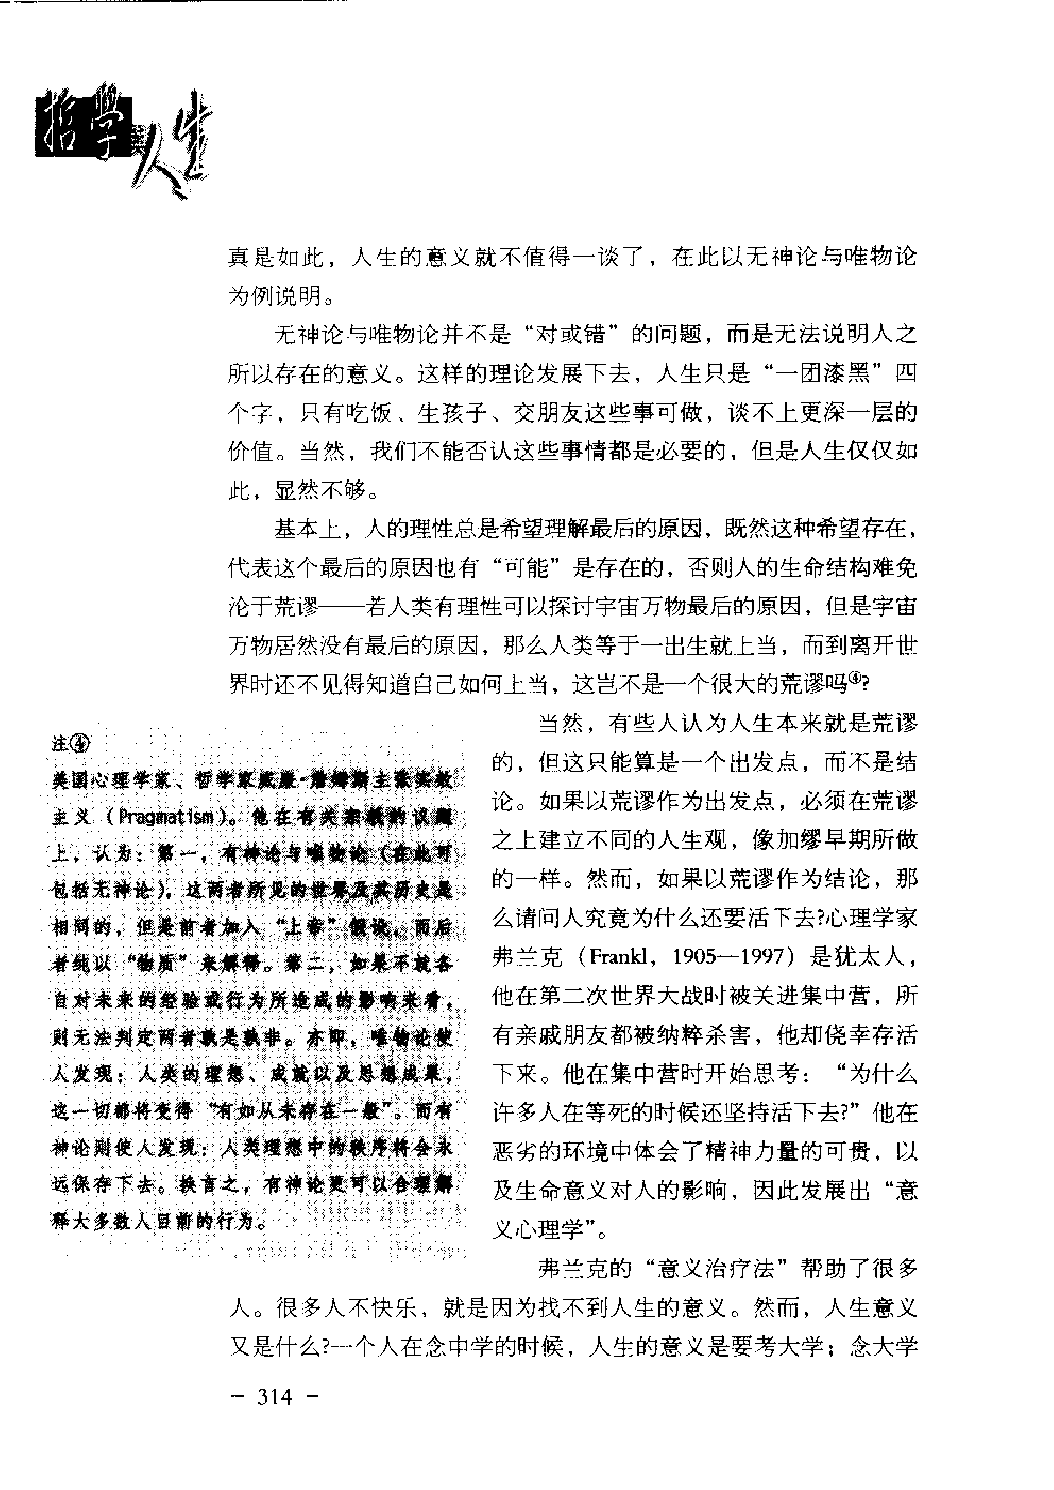 哲學与人生
真是如此，人生的意义就不值得一谈了，在此以无神论与唯物论
为例说明。
无神论与唯物论并不是“对或错”的问题，而是无法说明人之
所以存在的意义。这样的理论发展下去，人生只是“一团漆黑”四
个字，只有吃饭、生孩子、交朋友这些事可做，谈不上更深一层的
价值。当然，我们不能否认这些事情都是必要的，但是人生仅仅如
此，显然不够。
基本上，人的理性总是希望理解最后的原因，既然这种希望存在，
代表这个最后的原因也有“可能”是存在的，否则人的生命结构难免
沦于荒谬——若人类有理性可以探讨宇宙万物最后的原因，但是宇宙
万物居然没有最后的原因，那么人类等于一出生就上当，而到离开世
界时还不见得知道自己如何上当，这岂不是一个很大的荒谬吗④?
当然，有些人认为人生本来就是荒谬
的，但这只能算是一个出发点，而不是结
论。如果以荒谬作为出发点，必须在荒谬
之上建立不同的人生观，像加缪早期所做
的一样。然而，如果以荒谬作为结论，那
么请问人究竟为什么还要活下去?心理学家
弗兰克（Frankl，1905—1997）是犹太人，
他在第二次世界大战时被关进集中营，所
有亲戚朋友都被纳粹杀害，他却侥幸存活
下来。他在集中营时开始思考：“为什么
许多人在等死的时候还坚持活下去?”他在
恶劣的环境中体会了精神力量的可贵，以
及生命意义对人的影响，因此发展出“意
义心理学”。
注④
美国心理学家、哲学家威廉·詹姆斯主张实效
主义（Pragmatism）。他在有关宗教的议题
上，认为：第一，有神论与唯物论（在此可
包括无神论），这两者所见的世界及其历史是
相同的，但是前者加入“上帝”假说，而后
者纯以“物质”来解释。第二，如果不就各
自对未来的经验或行为所造成的影响来看，
则无法判定两者孰是孰非。亦即，唯物论使
人发现：人类的理想、成就以及思想成果，
这一切都将变得“有如从未存在一般”。而有
神论则使人发现：人类理想中的秩序将会永
远保存下去。换言之，有神论更可以合理解
释大多数人目前的行为。
弗兰克的“意义治疗法”帮助了很多
人。很多人不快乐，就是因为找不到人生的意义。然而，人生意义
又是什么?一个人在念中学的时候，人生的意义是要考大学；念大学
- 314 -